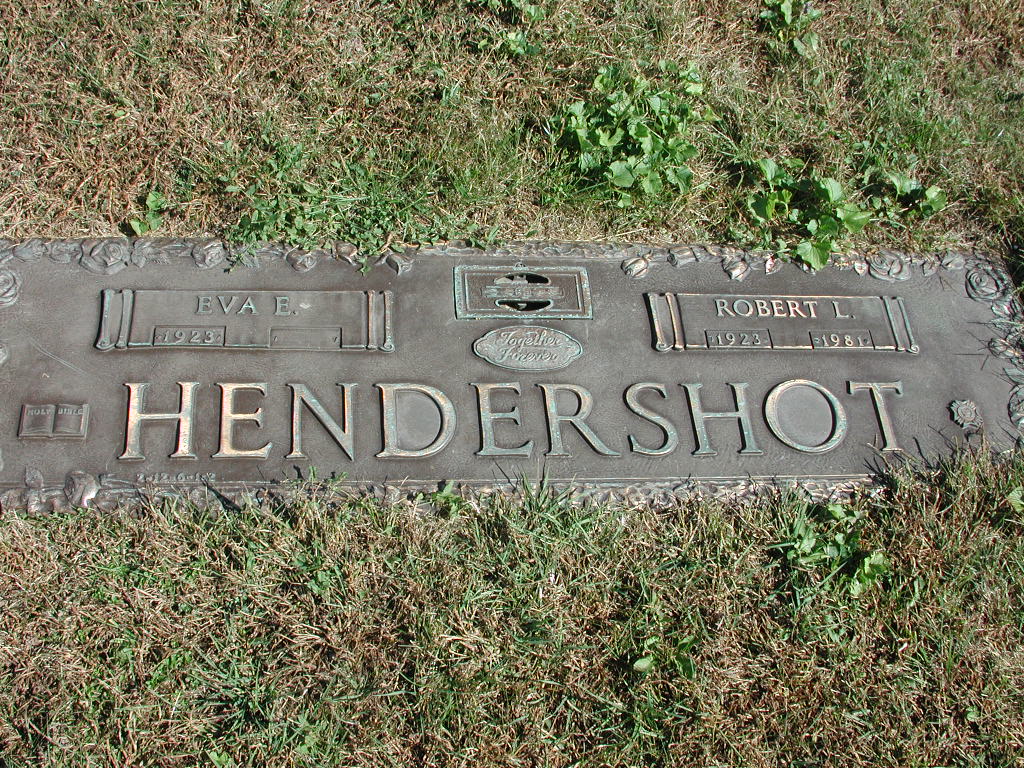 EVA E.
1923
ROBERT L.
1923 1981
Together
Forever
HOLY BIBLE
HENDERSHOT